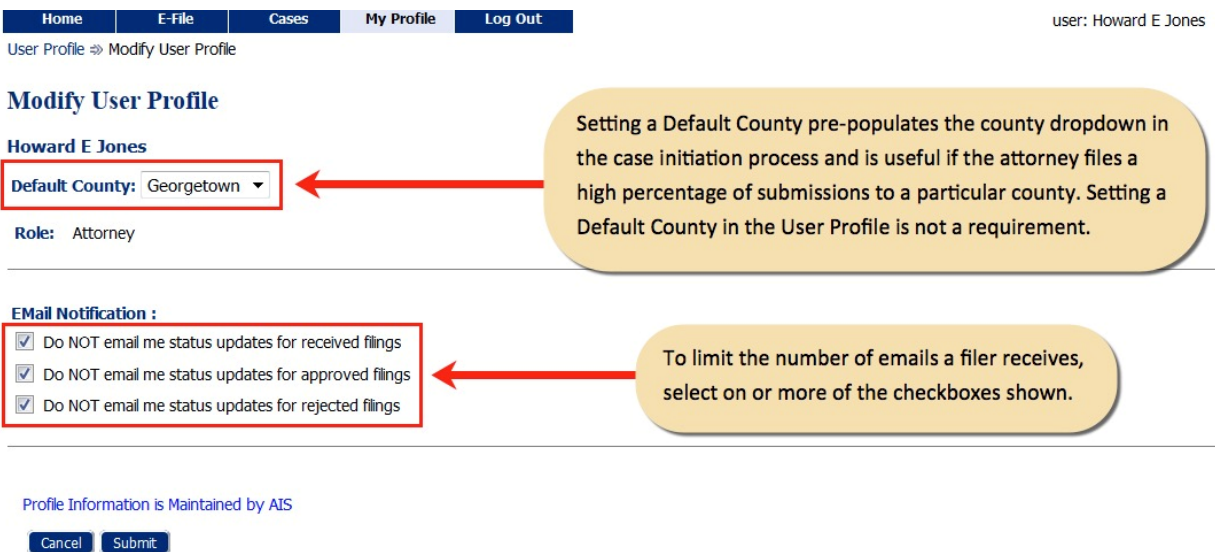 Home E-File Cases My Profile Log Out user: Howard E Jones
User Profile ⇨ Modify User Profile
Modify User Profile
Howard E Jones
Default County: Georgetown
Role: Attorney
Setting a Default County pre-populates the county dropdown in
the case initiation process and is useful if the attorney files a
high percentage of submissions to a particular county. Setting a
Default County in the User Profile is not a requirement.
EMail Notification :
Do NOT email me status updates for received filings
Do NOT email me status updates for approved filings
Do NOT email me status updates for rejected filings
To limit the number of emails a filer receives,
select on or more of the checkboxes shown.
Profile Information is Maintained by AIS
Cancel Submit